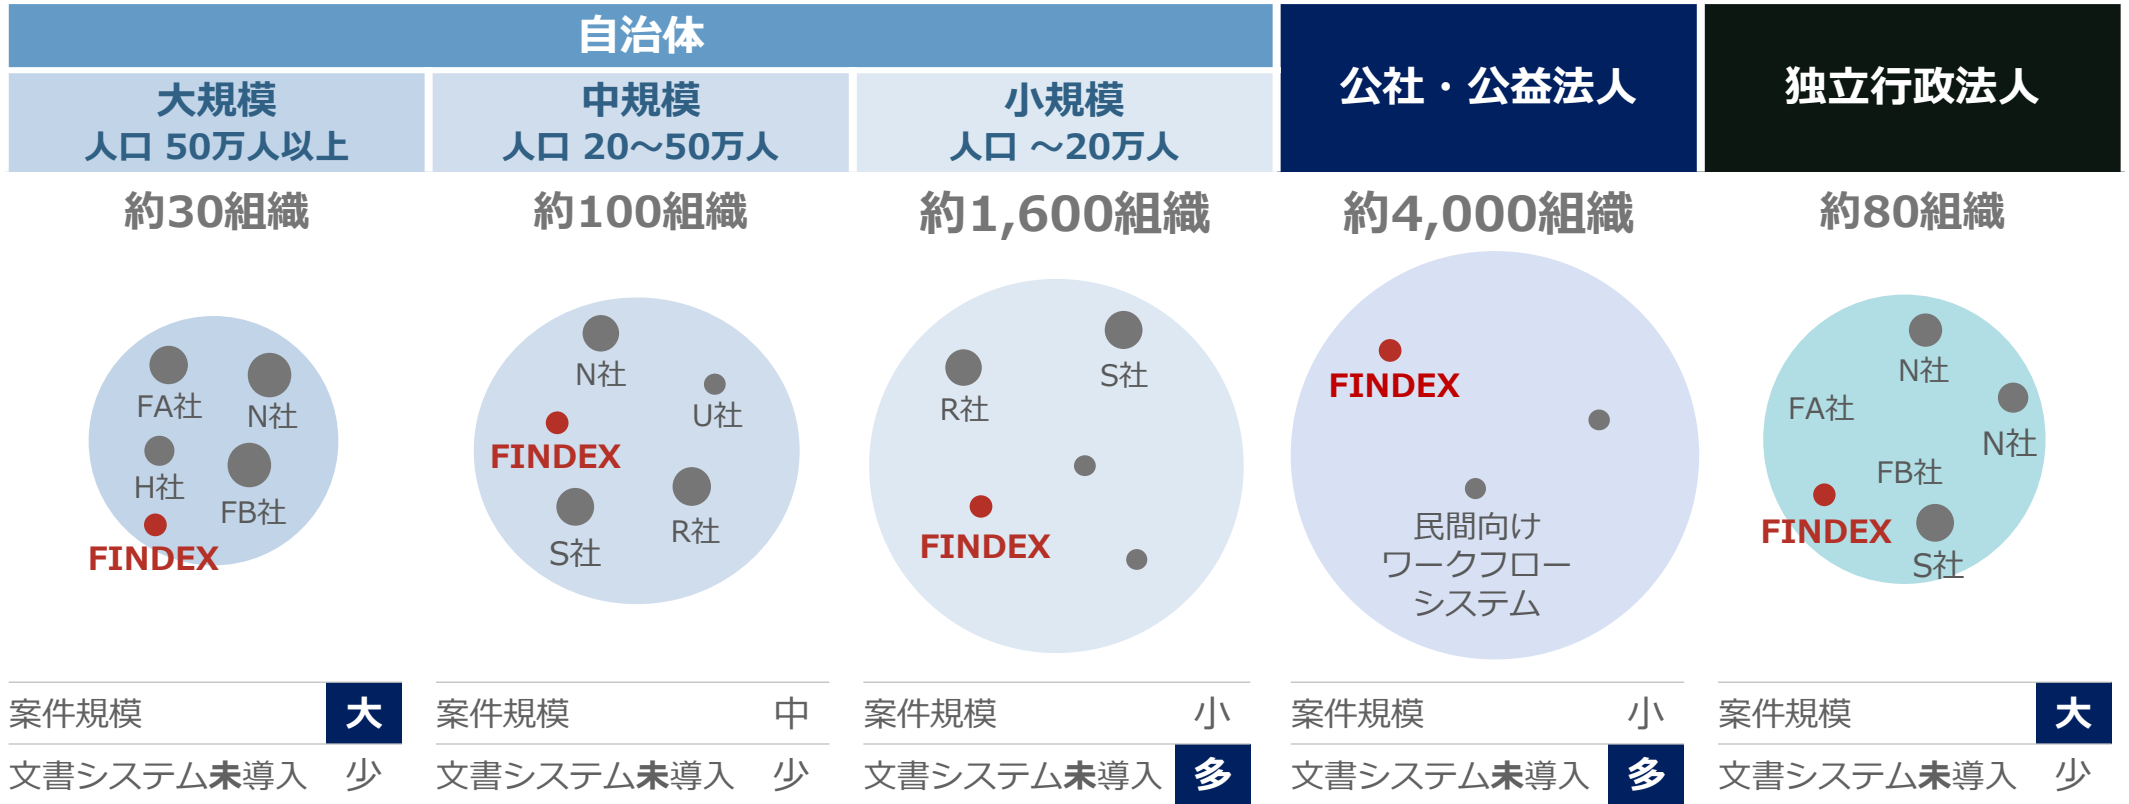 自治体
大規模
人口 50万人以上
中規模
人口 20～50万人
小規模
人口 ～20万人
公社・公益法人
独立行政法人
約30組織
約100組織
約1,600組織
約4,000組織
約80組織
FA社
N社
H社
FB社
FINDEX
N社
U社
FINDEX
S社
R社
S社
R社
FINDEX
FINDEX
民間向け
ワークフロー
システム
N社
FA社
N社
FB社
FINDEX
S社
案件規模 大
文書システム未導入 少
案件規模 中
文書システム未導入 少
案件規模 小
文書システム未導入 多
案件規模 小
文書システム未導入 多
案件規模 大
文書システム未導入 少